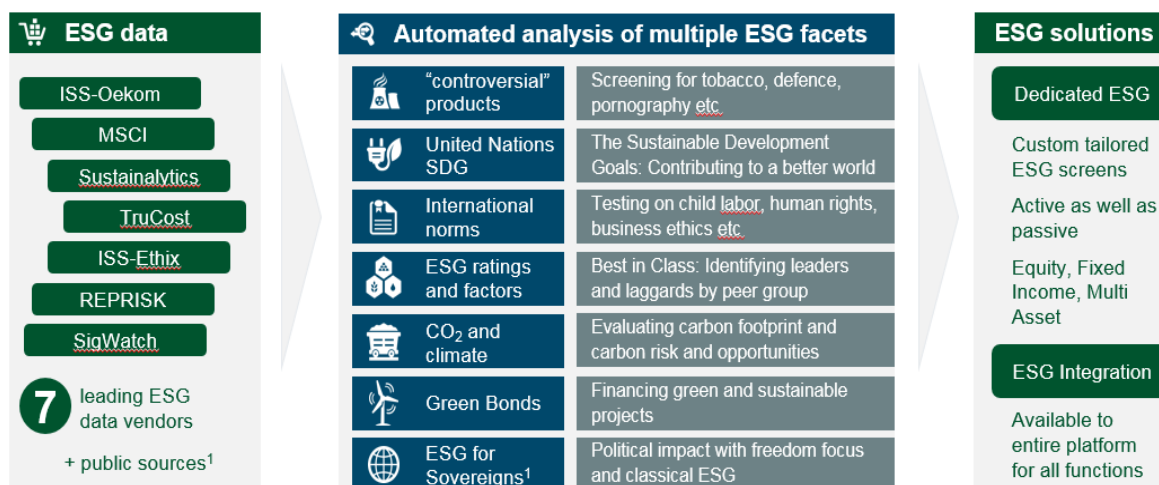 ESG data
ISS-Oekom
MSCI
Sustainalytics
TruCost
ISS-Ethix
REPRISK
SigWatch
7
leading ESG
data vendors
+ public sources¹
Automated analysis of multiple ESG facets
“controversial”
products
Screening for tobacco, defence,
pornography etc
United Nations
SDG
The Sustainable Development
Goals: Contributing to a better world
International
norms
Testing on child labor, human rights,
business ethics etc
ESG ratings
and factors
Best in Class: Identifying leaders
and laggards by peer group
CO₂ and
climate
Evaluating carbon footprint and
carbon risk and opportunities
Green Bonds
Financing green and sustainable
projects
ESG for
Sovereigns¹
Political impact with freedom focus
and classical ESG
ESG solutions
Dedicated ESG
Custom tailored
ESG screens
Active as well as
passive
Equity, Fixed
Income, Multi
Asset
ESG Integration
Available to
entire platform
for all functions